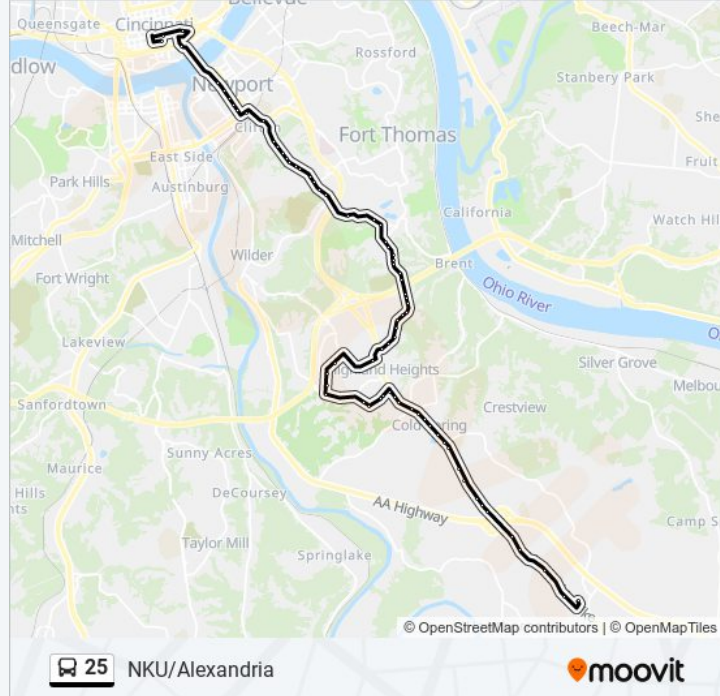 Bellevue
Queensgate
Cincinnati
Beech-Mar
dlow
Rossford
Newport
Stanbery Park
She
Clif
Fort Thomas
East Side
Fruit
Park Hills
Austinburg
California
Mitchell
Watch Hil
Wilder
Fort Wright
Brent
Ohio River
Lakeview
Highland Heights
Silver Grove
Melbou
Sanfordtown
Crestview
Cold Spring
Maurice
Sunny Acres
Hills
DeCoursey
nts
AA Highway
Camp S
Taylor Mill
Springlake
© OpenStreetMap contributors | © OpenMapTiles
25 NKU/Alexandria
moovit